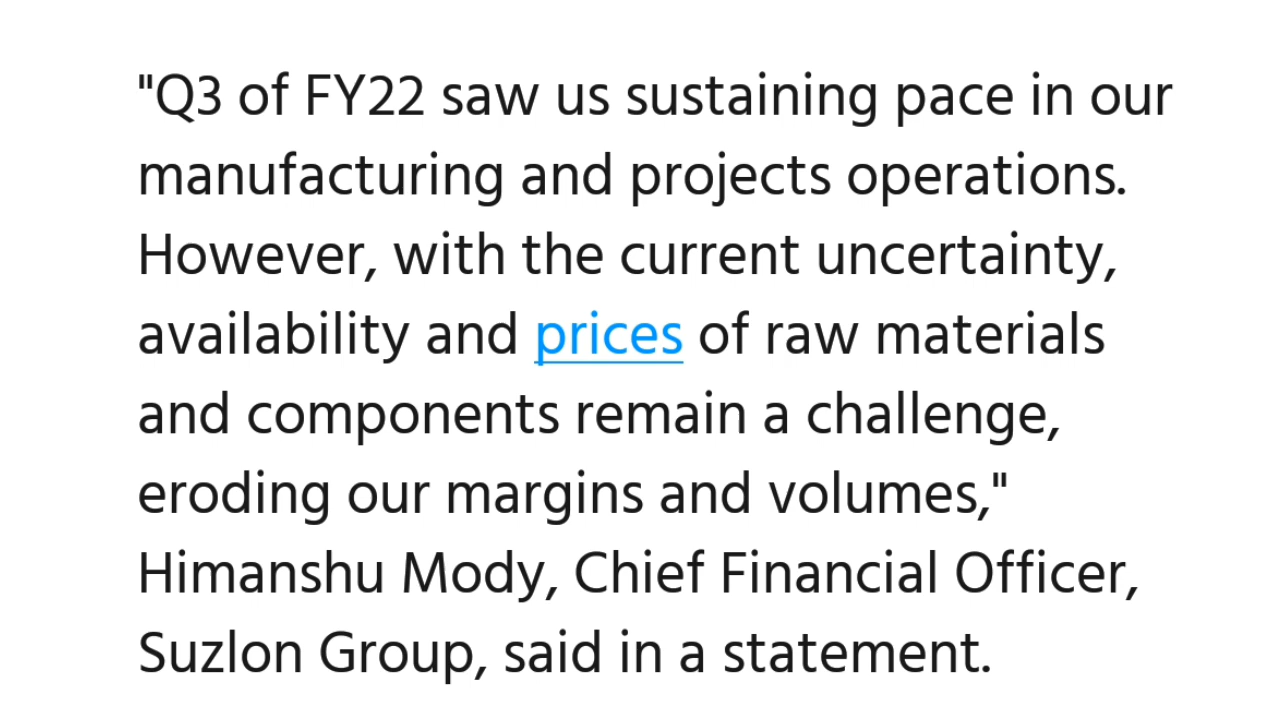 "Q3 of FY22 saw us sustaining pace in our
manufacturing and projects operations.
However, with the current uncertainty,
availability and prices of raw materials
and components remain a challenge,
eroding our margins and volumes,"
Himanshu Mody, Chief Financial Officer,
Suzlon Group, said in a statement.